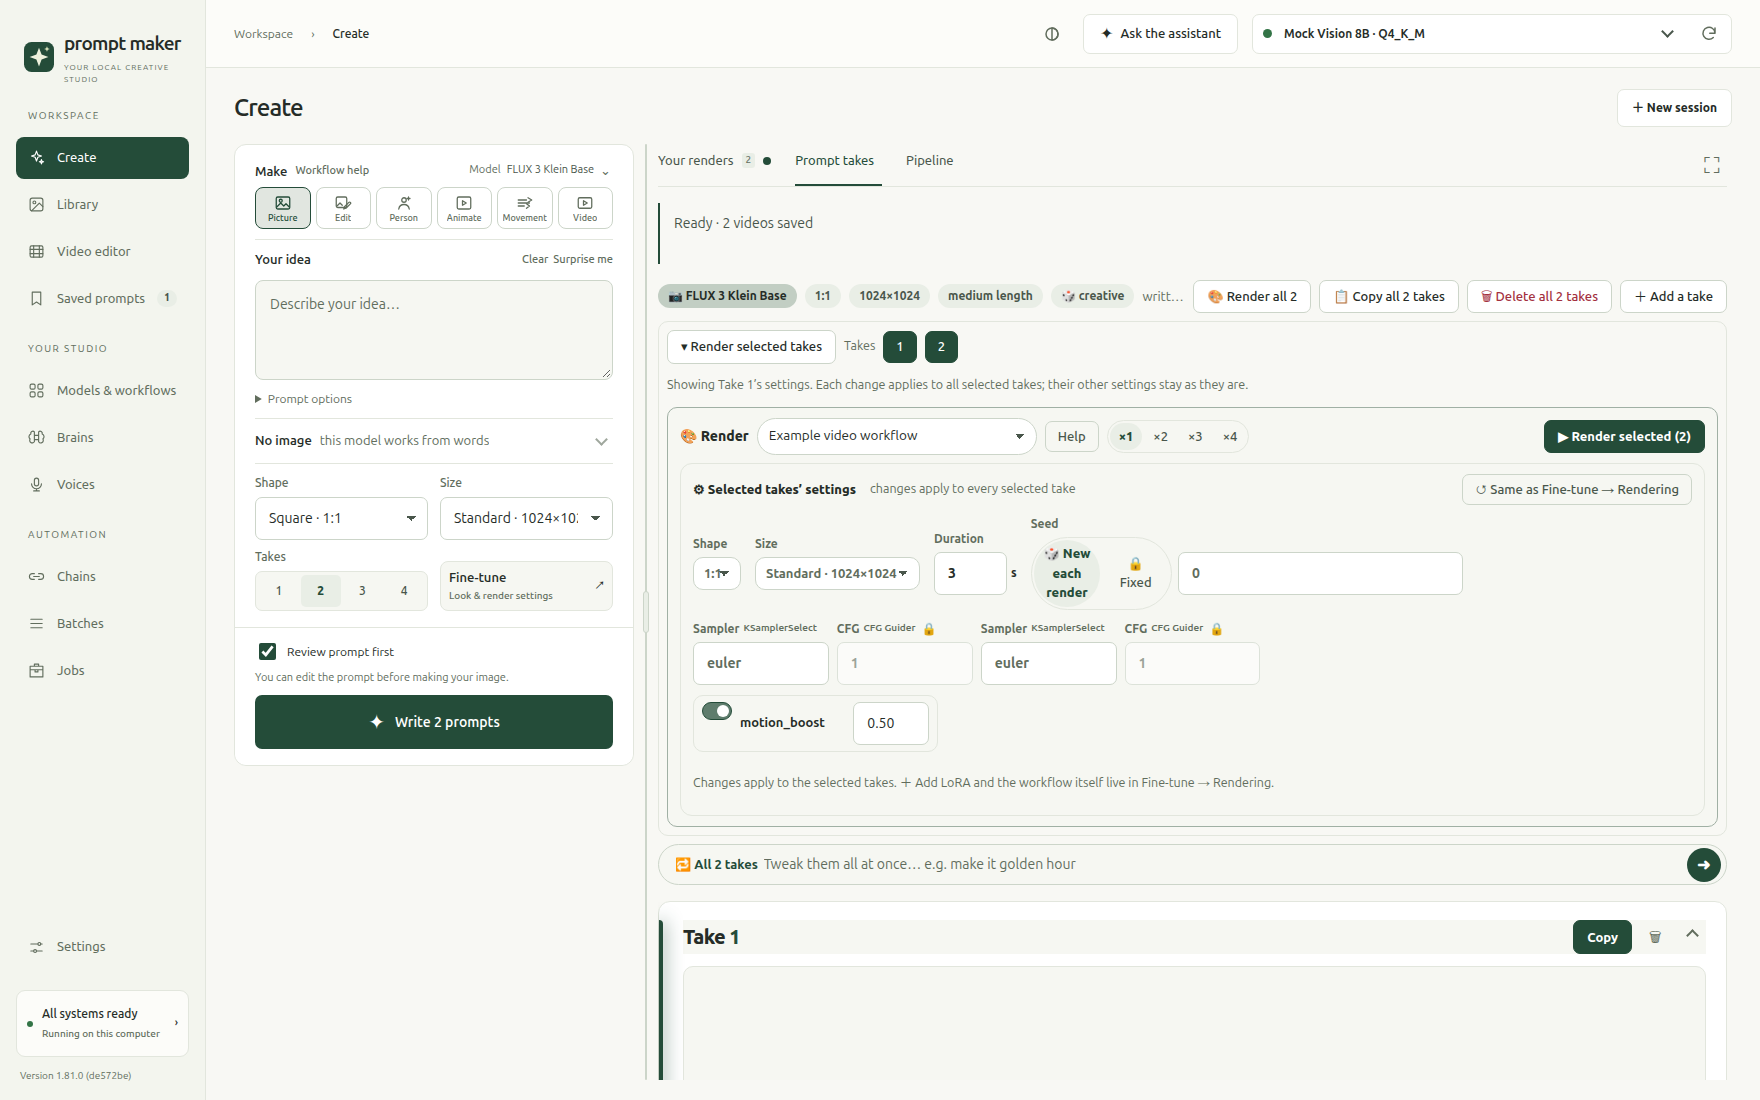 prompt maker
YOUR LOCAL CREATIVE
STUDIO
WORKSPACE
Create
Library
Video editor
Saved prompts 1
YOUR STUDIO
Models & workflows
Brains
Voices
AUTOMATION
Chains
Batches
Jobs
Settings
All systems ready
Running on this computer
Version 1.81.0 (de572be)
Workspace › Create
Ask the assistant
Mock Vision 8B · Q4_K_M
Create
+ New session
Make Workflow help Model FLUX 3 Klein Base
Picture Edit Person Animate Movement Video
Your idea Clear Surprise me
Describe your idea…
Prompt options
No image this model works from words
Shape Size
Square · 1:1 Standard · 1024×102
Takes
1 2 3 4
Fine-tune
Look & render settings
Review prompt first
You can edit the prompt before making your image.
Write 2 prompts
Your renders 2 Prompt takes Pipeline
Ready · 2 videos saved
FLUX 3 Klein Base 1:1 1024×1024 medium length creative writt… Render all 2 Copy all 2 takes Delete all 2 takes + Add a take
▾ Render selected takes Takes 1 2
Showing Take 1’s settings. Each change applies to all selected takes; their other settings stay as they are.
Render Example video workflow Help ×1 ×2 ×3 ×4 ▶ Render selected (2)
Selected takes’ settings changes apply to every selected take ↺ Same as Fine-tune → Rendering
Shape Size Duration Seed
1:1 Standard · 1024×1024 3 s New each render Fixed 0
Sampler KSamplerSelect CFG CFG Guider Sampler KSamplerSelect CFG CFG Guider
euler 1 euler 1
motion_boost 0.50
Changes apply to the selected takes. + Add LoRA and the workflow itself live in Fine-tune → Rendering.
All 2 takes Tweak them all at once… e.g. make it golden hour
Take 1 Copy